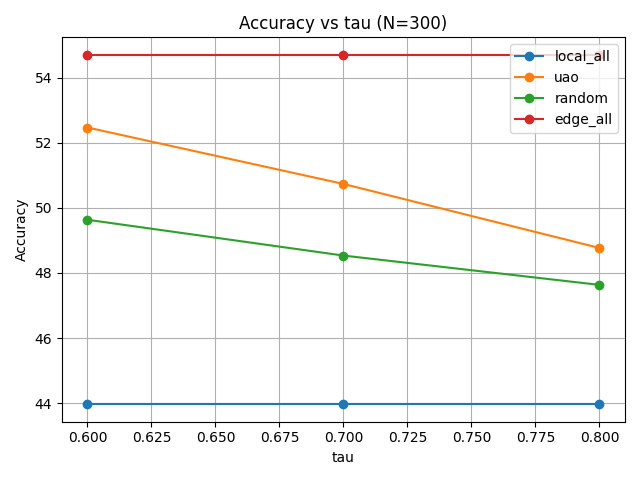 Accuracy vs tau (N=300)
local_all
uao
random
edge_all
Accuracy
54
52
50
48
46
44
0.600 0.625 0.650 0.675 0.700 0.725 0.750 0.775 0.800
tau